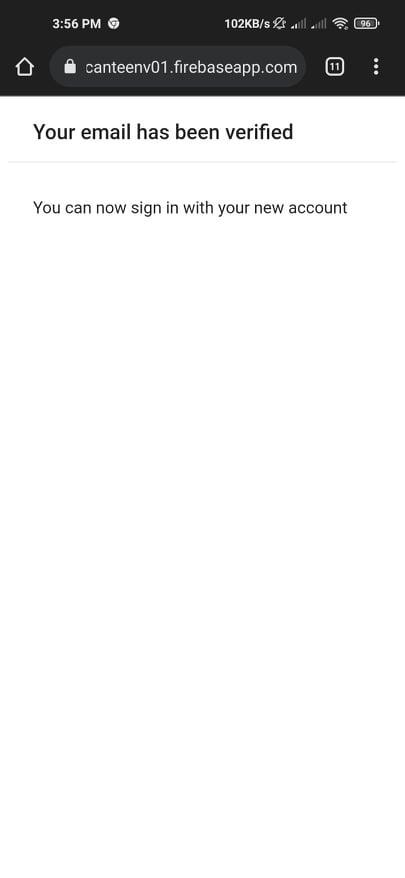 3:56 PM
102KB/s
96
canteenv01.firebaseapp.com
11
Your email has been verified
You can now sign in with your new account